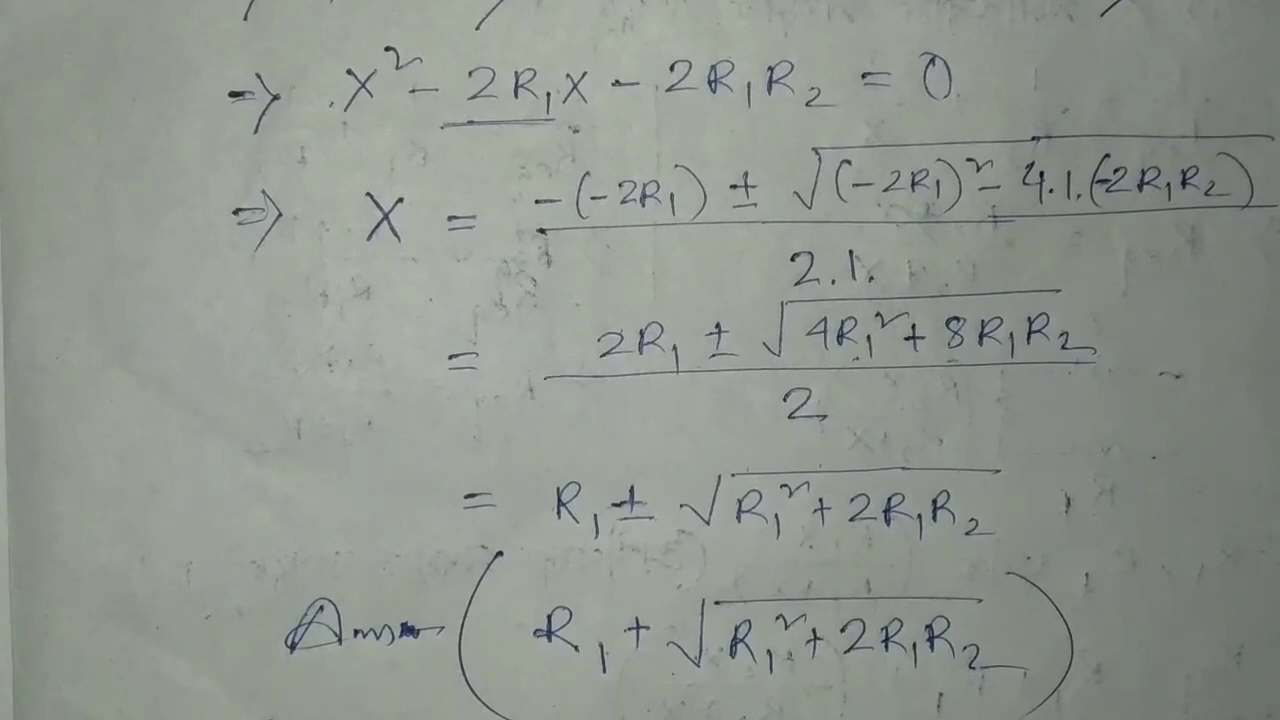 => x² - 2R₁x - 2R₁R₂ = 0
=> x = -(-2R₁) ± √(-2R₁)² - 4.1.(-2R₁R₂) / 2.1.
= 2R₁ ± √4R₁² + 8R₁R₂ / 2
= R₁ ± √R₁² + 2R₁R₂
Ans (R₁ + √R₁² + 2R₁R₂)